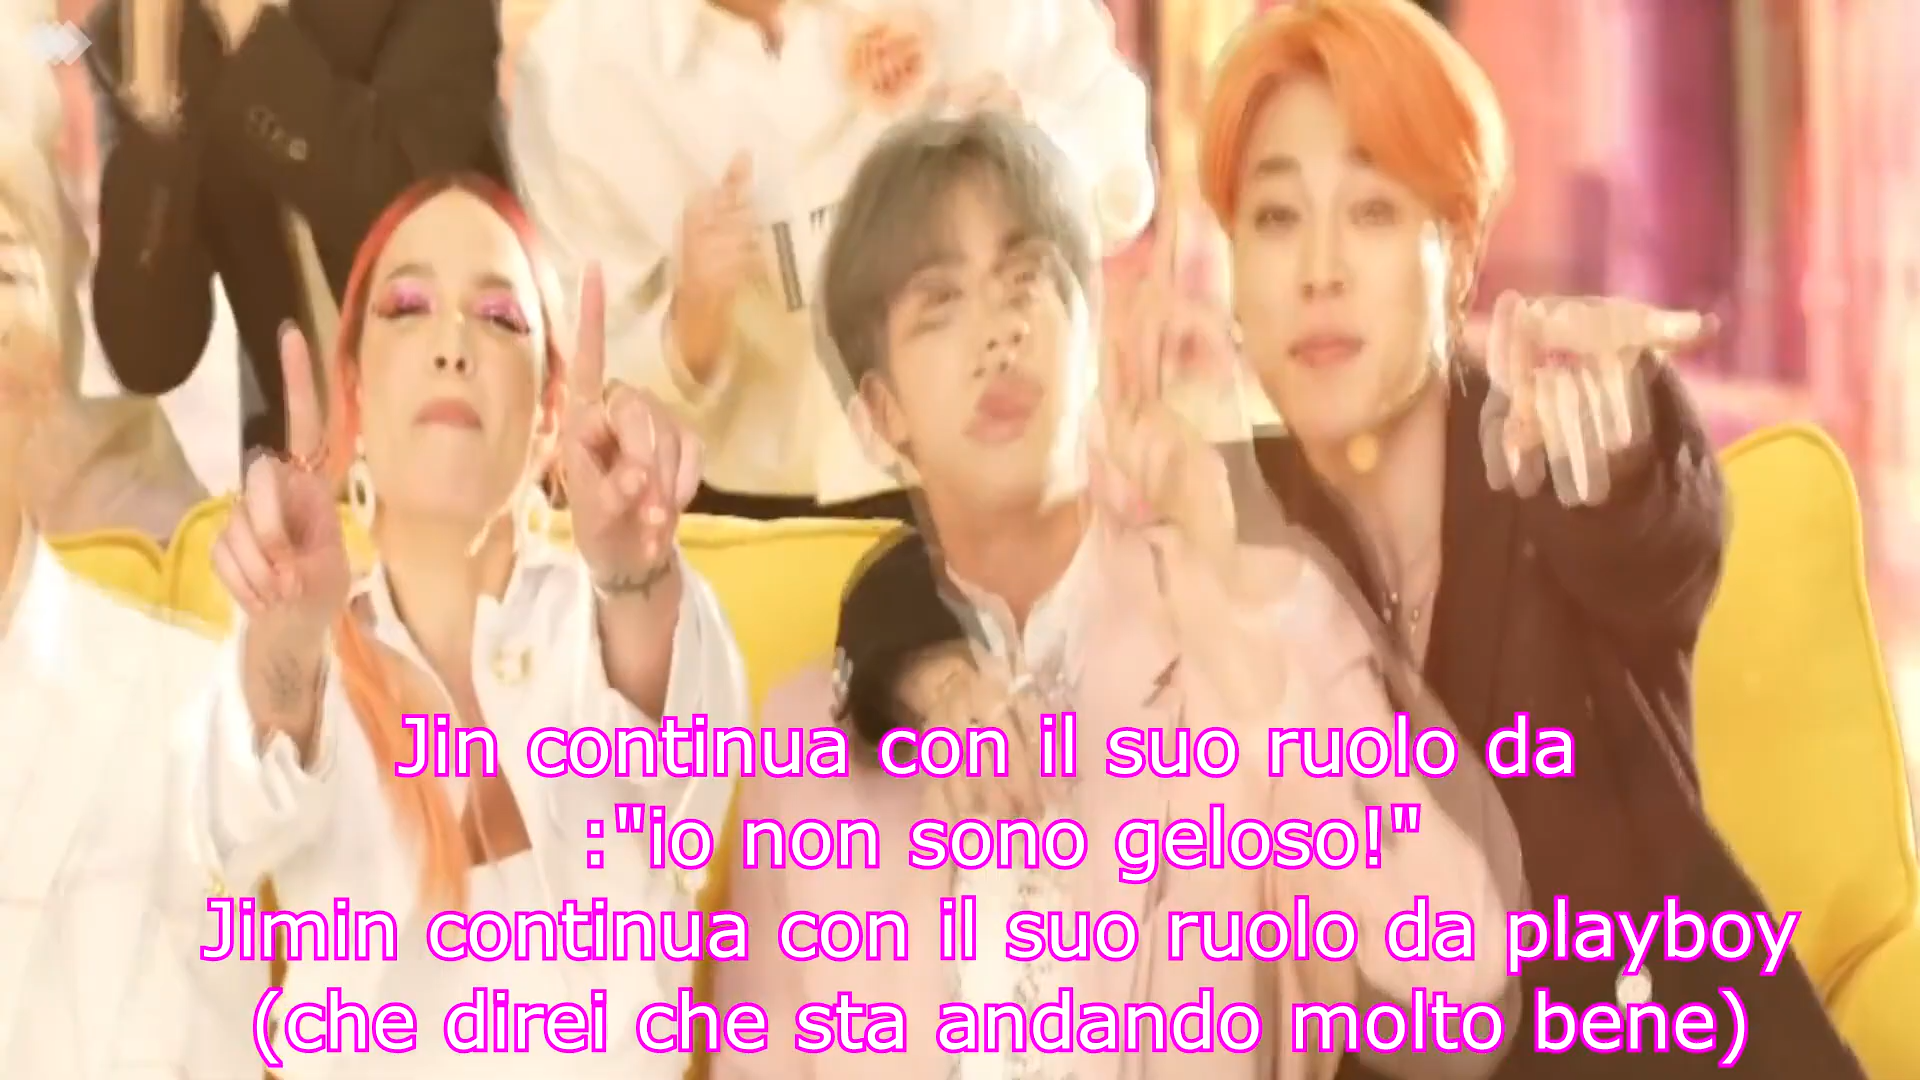 Jin continua con il suo ruolo da
:"io non sono geloso!"
Jimin continua con il suo ruolo da playboy
(che direi che sta andando molto bene)